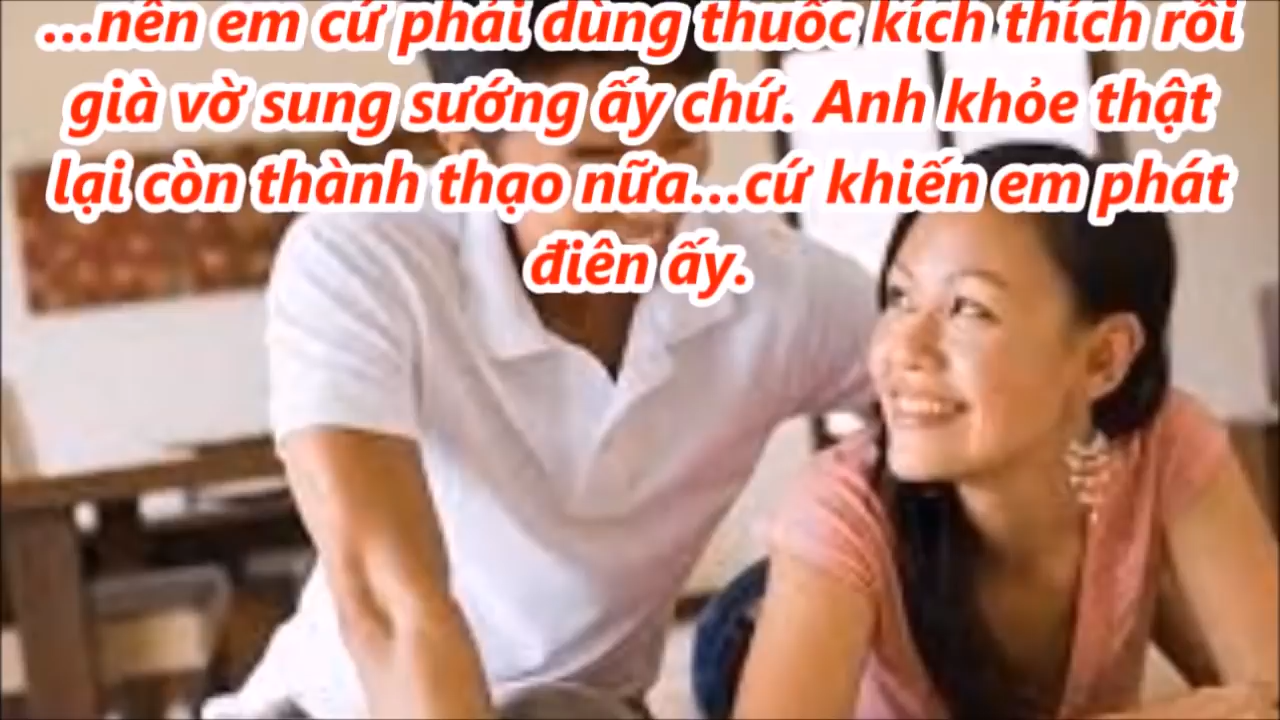 ...nên em cứ phải dùng thuốc kích thích rồi
già vờ sung sướng ấy chứ. Anh khỏe thật
lại còn thành thạo nữa...cứ khiến em phát
điên ấy.